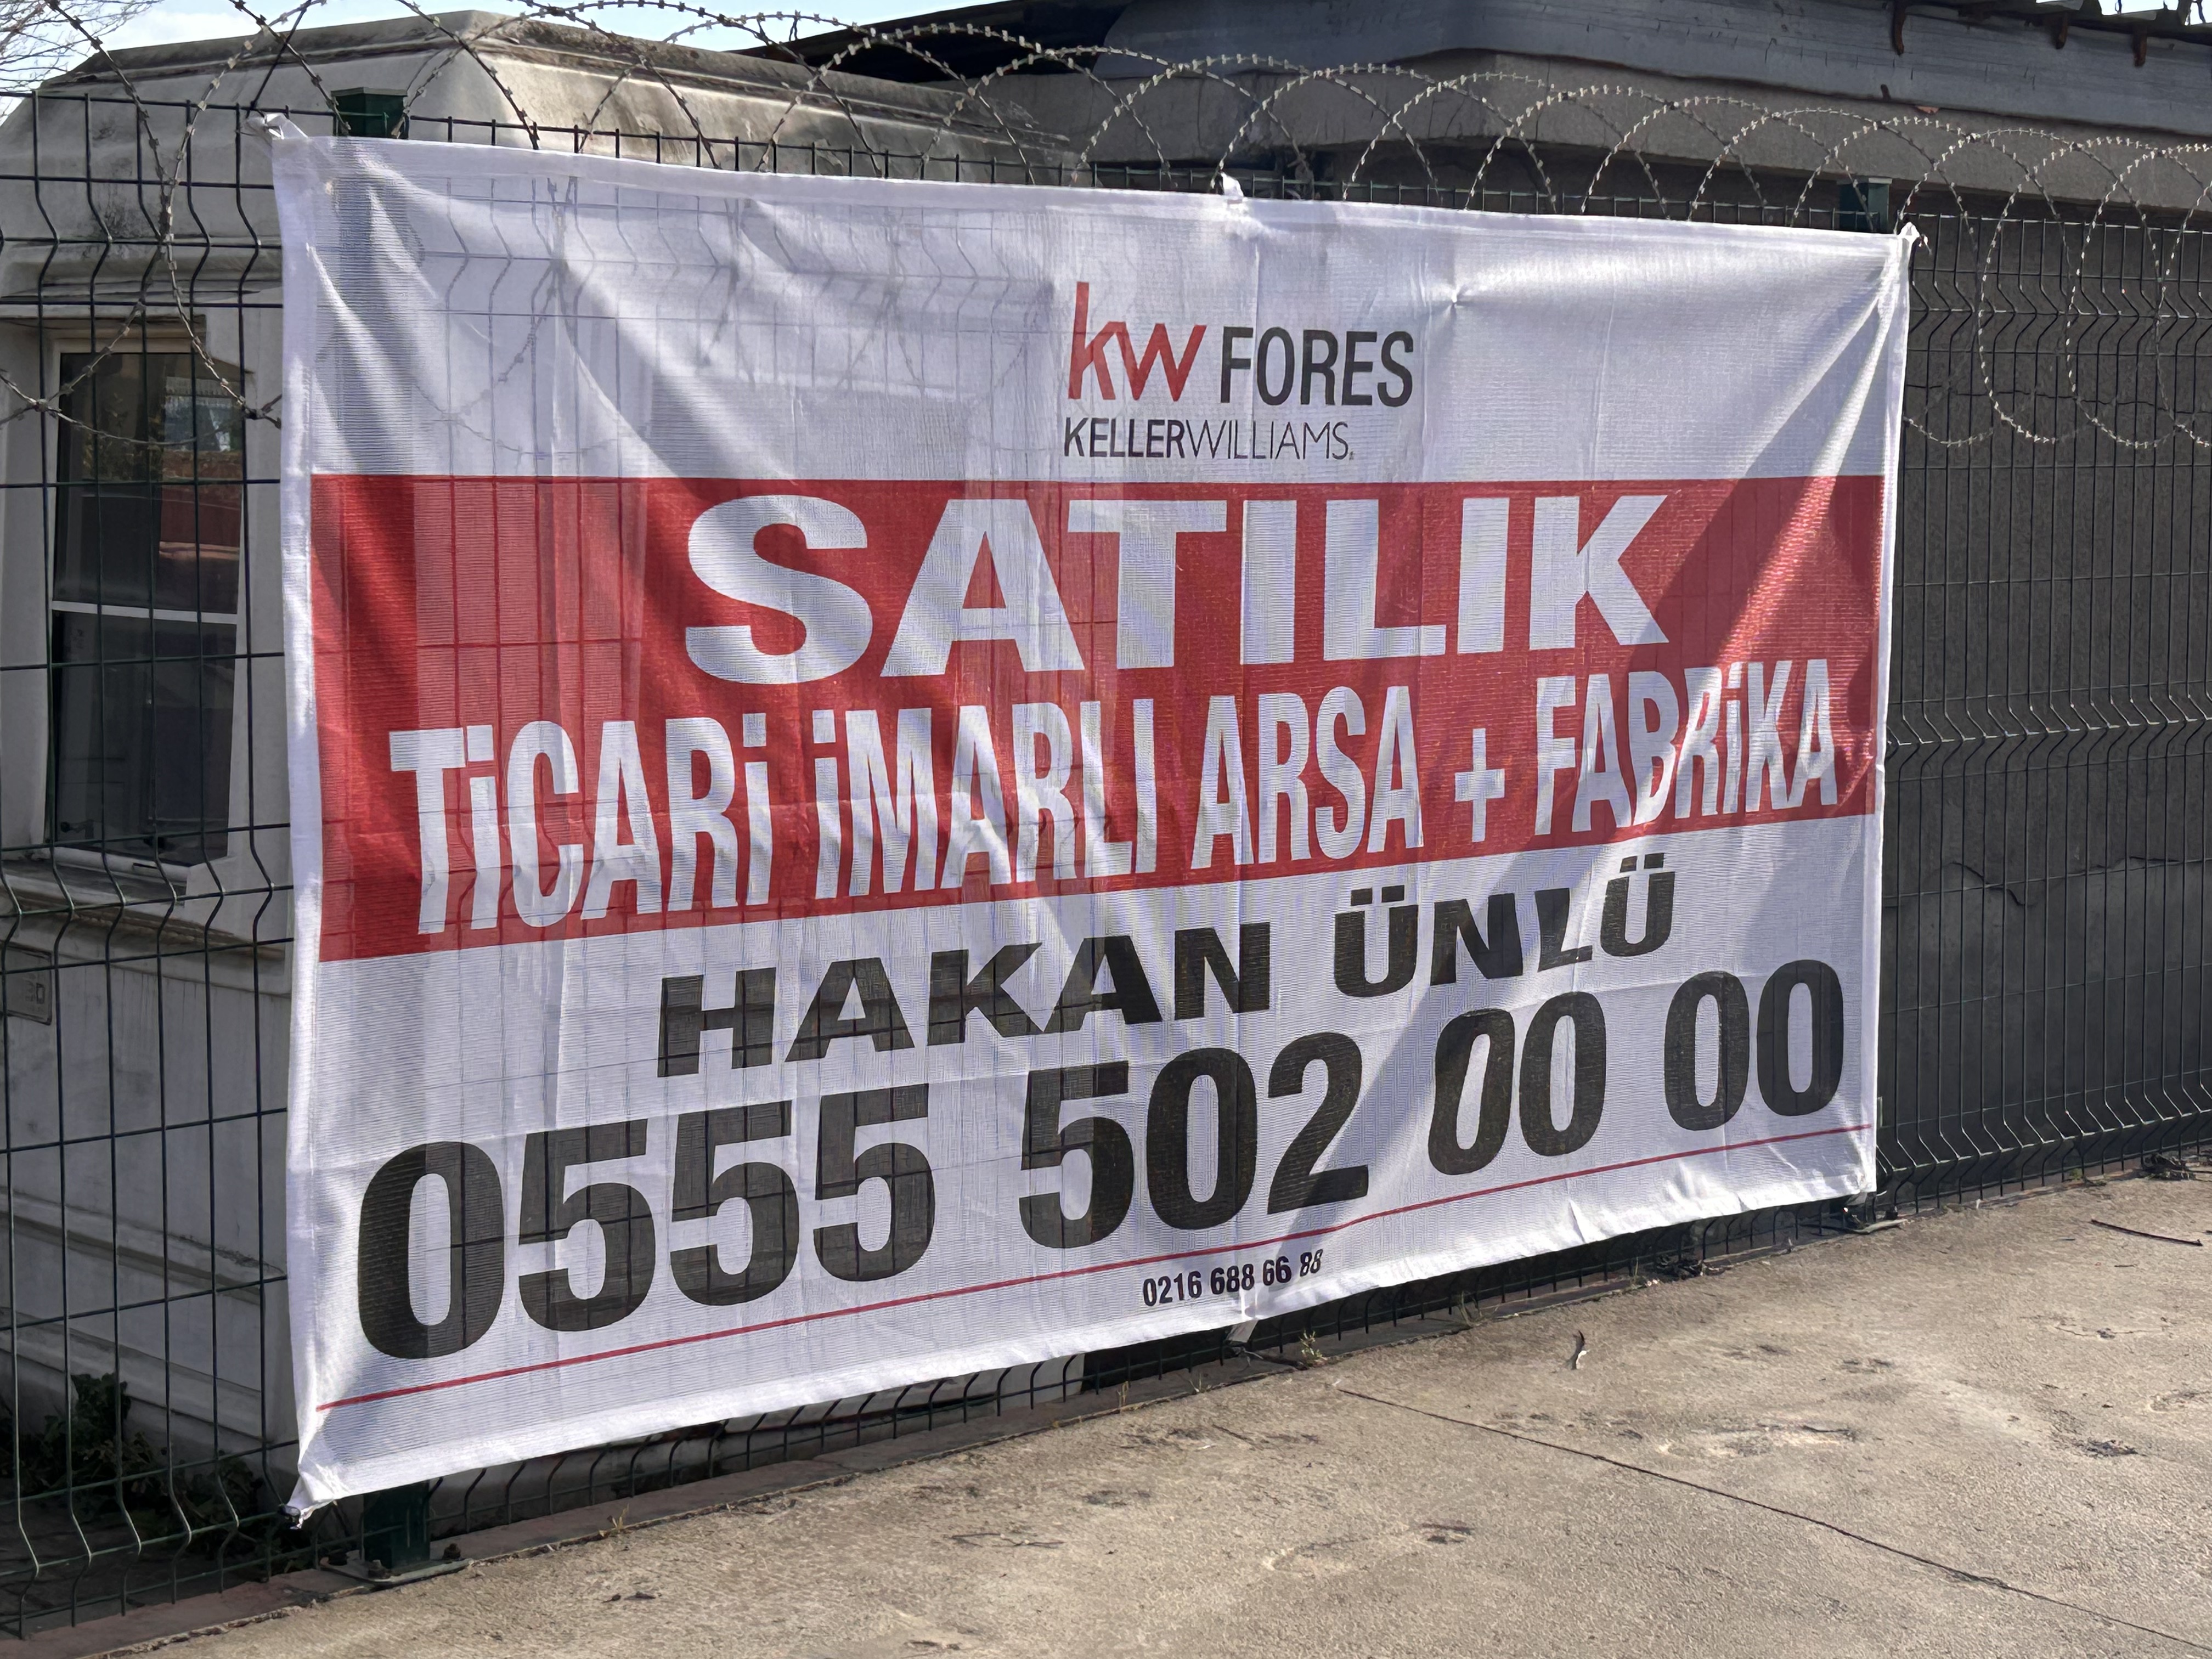 kw FORES
KELLERWILLIAMS.
SATILIK
TiCARi iMARLI ARSA + FABRiKA
HAKAN ÜNLÜ
0555 502 00 00
0216 688 66 88